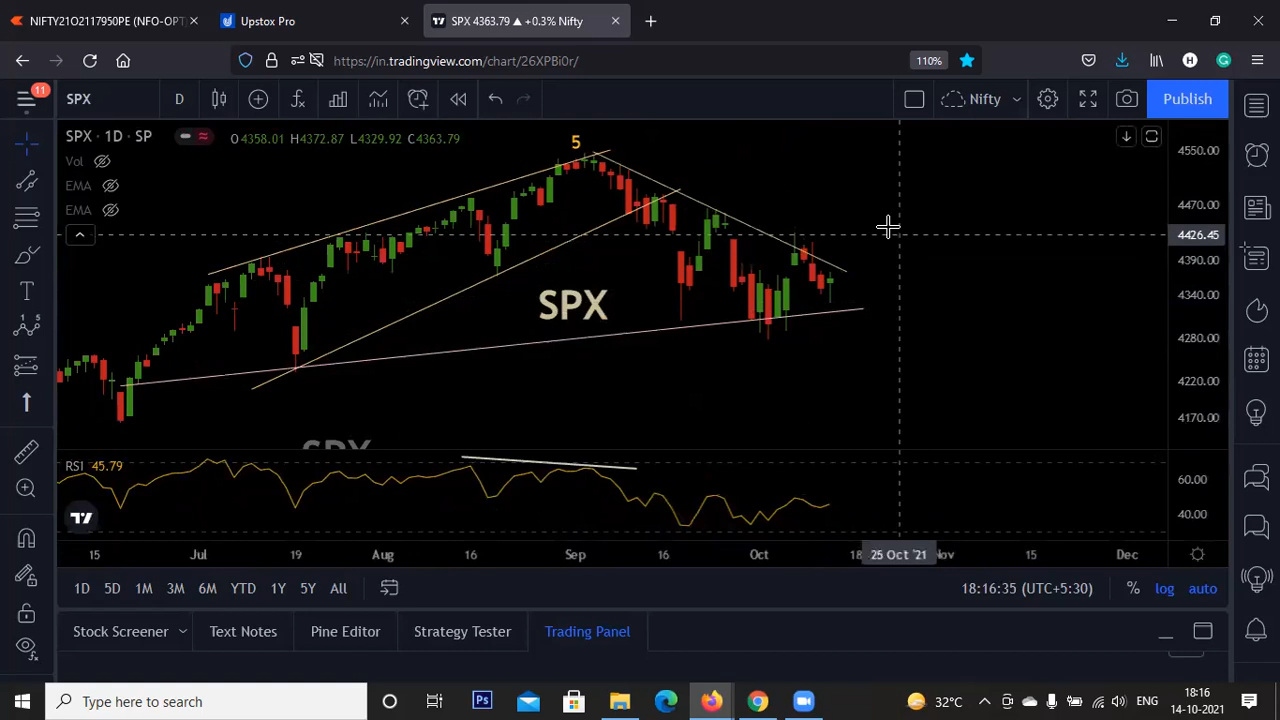 NIFTY21O2117950PE (NFO-OPT
Upstox Pro
SPX 4363.79 ▲ +0.3% Nifty
https://in.tradingview.com/chart/26XPBi0r/
110%
11
SPX
D
Nifty
Publish
SPX · 1D · SP
O4358.01 H4372.87 L4329.92 C4363.79
Vol
EMA
EMA
5
SPX
SPX
4550.00
4470.00
4426.45
4390.00
4340.00
4280.00
4220.00
4170.00
RSI 45.79
60.00
40.00
15
Jul
19
Aug
16
Sep
16
Oct
18
25 Oct '21
Nov
15
Dec
1D
5D
1M
3M
6M
YTD
1Y
5Y
All
18:16:35 (UTC+5:30)
%
log
auto
Stock Screener
Text Notes
Pine Editor
Strategy Tester
Trading Panel
Type here to search
Ps
32°C
ENG
18:16
14-10-2021